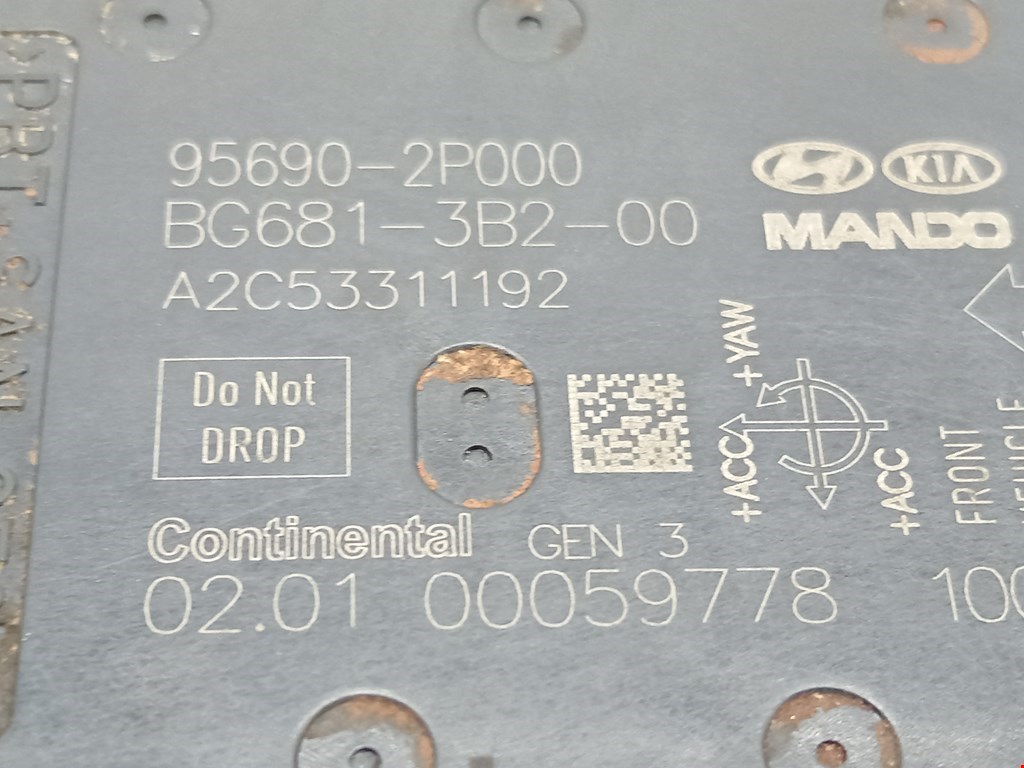 95690-2P000
BG681-3B2-00
A2C53311192
KIA
MANDO
Do Not
DROP
+YAW
+ACC
+ACC
FRONT
Continental GEN 3
02.01 00059778 100